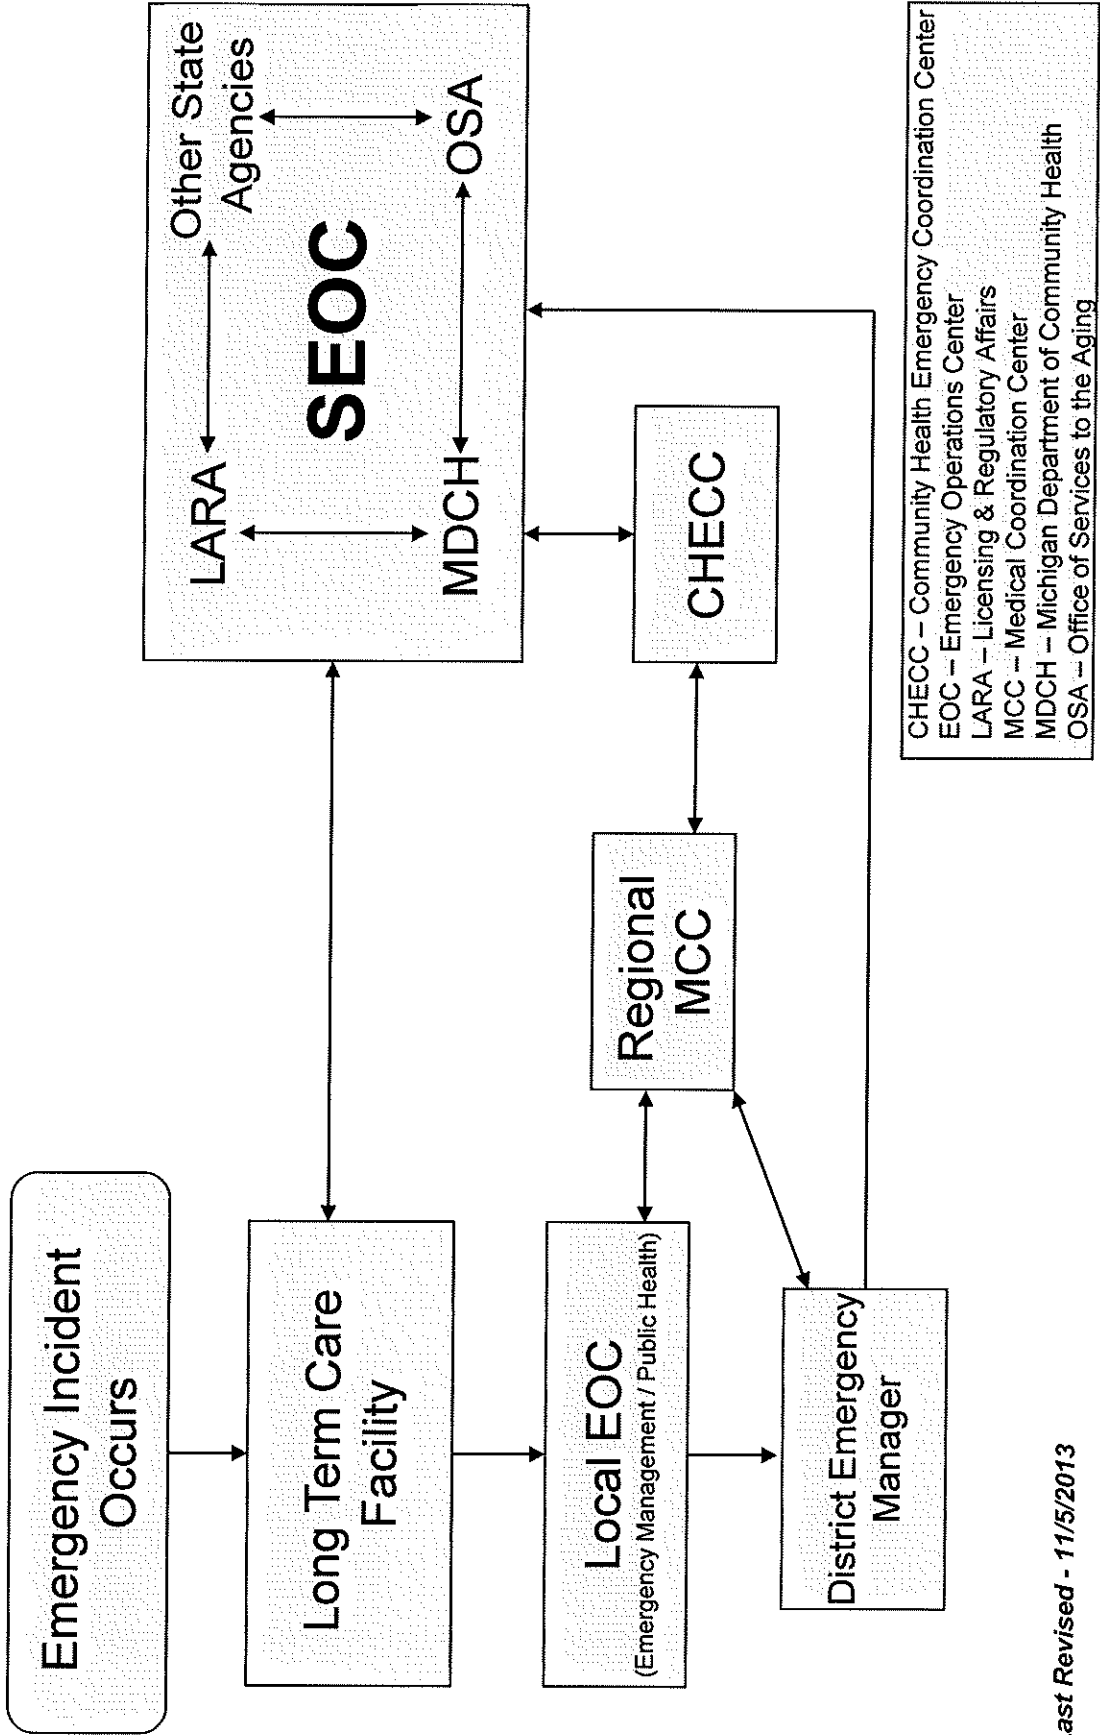 Emergency Incident
Occurs
Long Term Care
Facility
Local EOC
(Emergency Management / Public Health)
District Emergency
Manager
Regional
MCC
CHECC
LARA
Other State
Agencies
SEOC
MDCH
OSA
CHECC – Community Health Emergency Coordination Center
EOC – Emergency Operations Center
LARA – Licensing & Regulatory Affairs
MCC – Medical Coordination Center
MDCH – Michigan Department of Community Health
OSA – Office of Services to the Aging
ast Revised - 11/5/2013